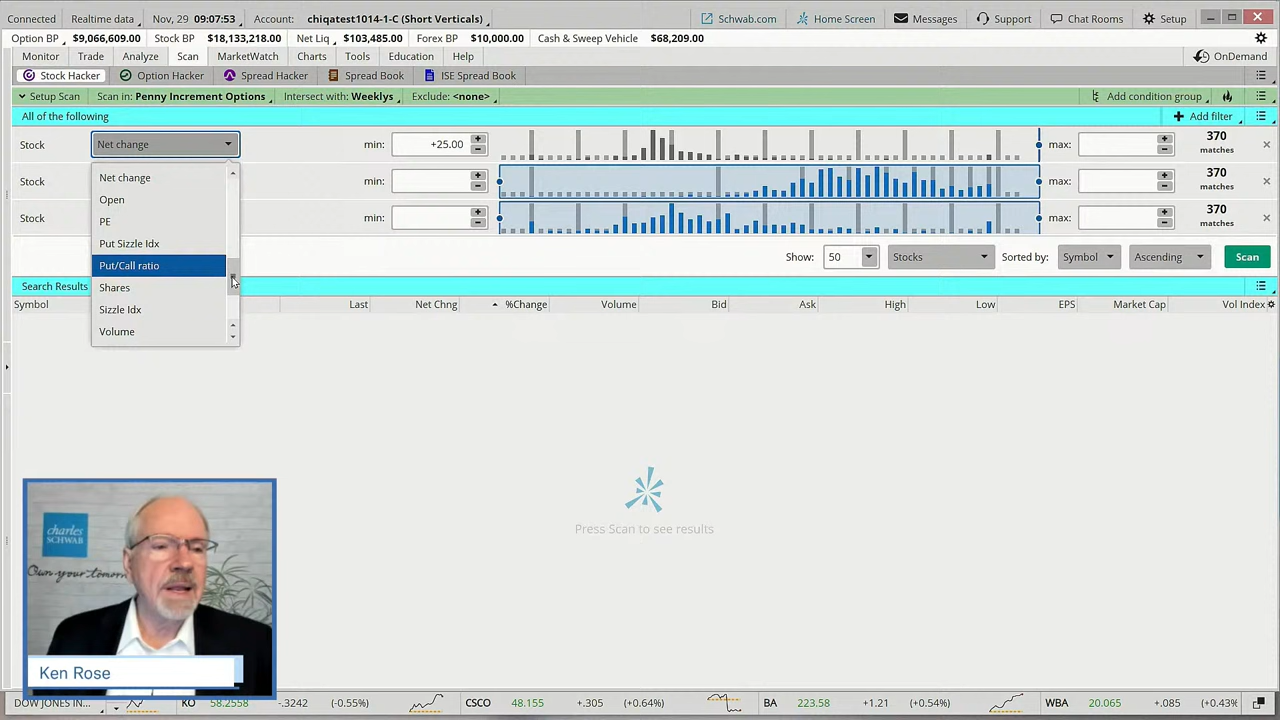 Connected Realtime data Nov, 29 09:07:53 Account: chiqatest1014-1-C (Short Verticals) Schwab.com Home Screen Messages Support Chat Rooms Setup
Option BP $9,066,609.00 Stock BP $18,133,218.00 Net Liq $103,485.00 Forex BP $10,000.00 Cash & Sweep Vehicle $68,209.00
Monitor Trade Analyze Scan MarketWatch Charts Tools Education Help OnDemand
Stock Hacker Option Hacker Spread Hacker Spread Book ISE Spread Book
Setup Scan Scan in: Penny Increment Options Intersect with: Weeklys Exclude: <none> Add condition group
All of the following Add filter
Stock Net change min: +25.00 max: 370 matches
Stock min: max: 370 matches
Stock min: max: 370 matches
Net change
Open
PE
Put Sizzle Idx
Put/Call ratio
Shares
Sizzle Idx
Volume
Show: 50 Stocks Sorted by: Symbol Ascending Scan
Search Results
Symbol Last Net Chng %Change Volume Bid Ask High Low EPS Market Cap Vol Index
Press Scan to see results
charles
SCHWAB
Own your tomorrow
Ken Rose
DOW JONES IN... KO 58.2558 -.3242 (-0.55%) CSCO 48.155 +.305 (+0.64%) BA 223.58 +1.21 (+0.54%) WBA 20.065 +.085 (+0.43%